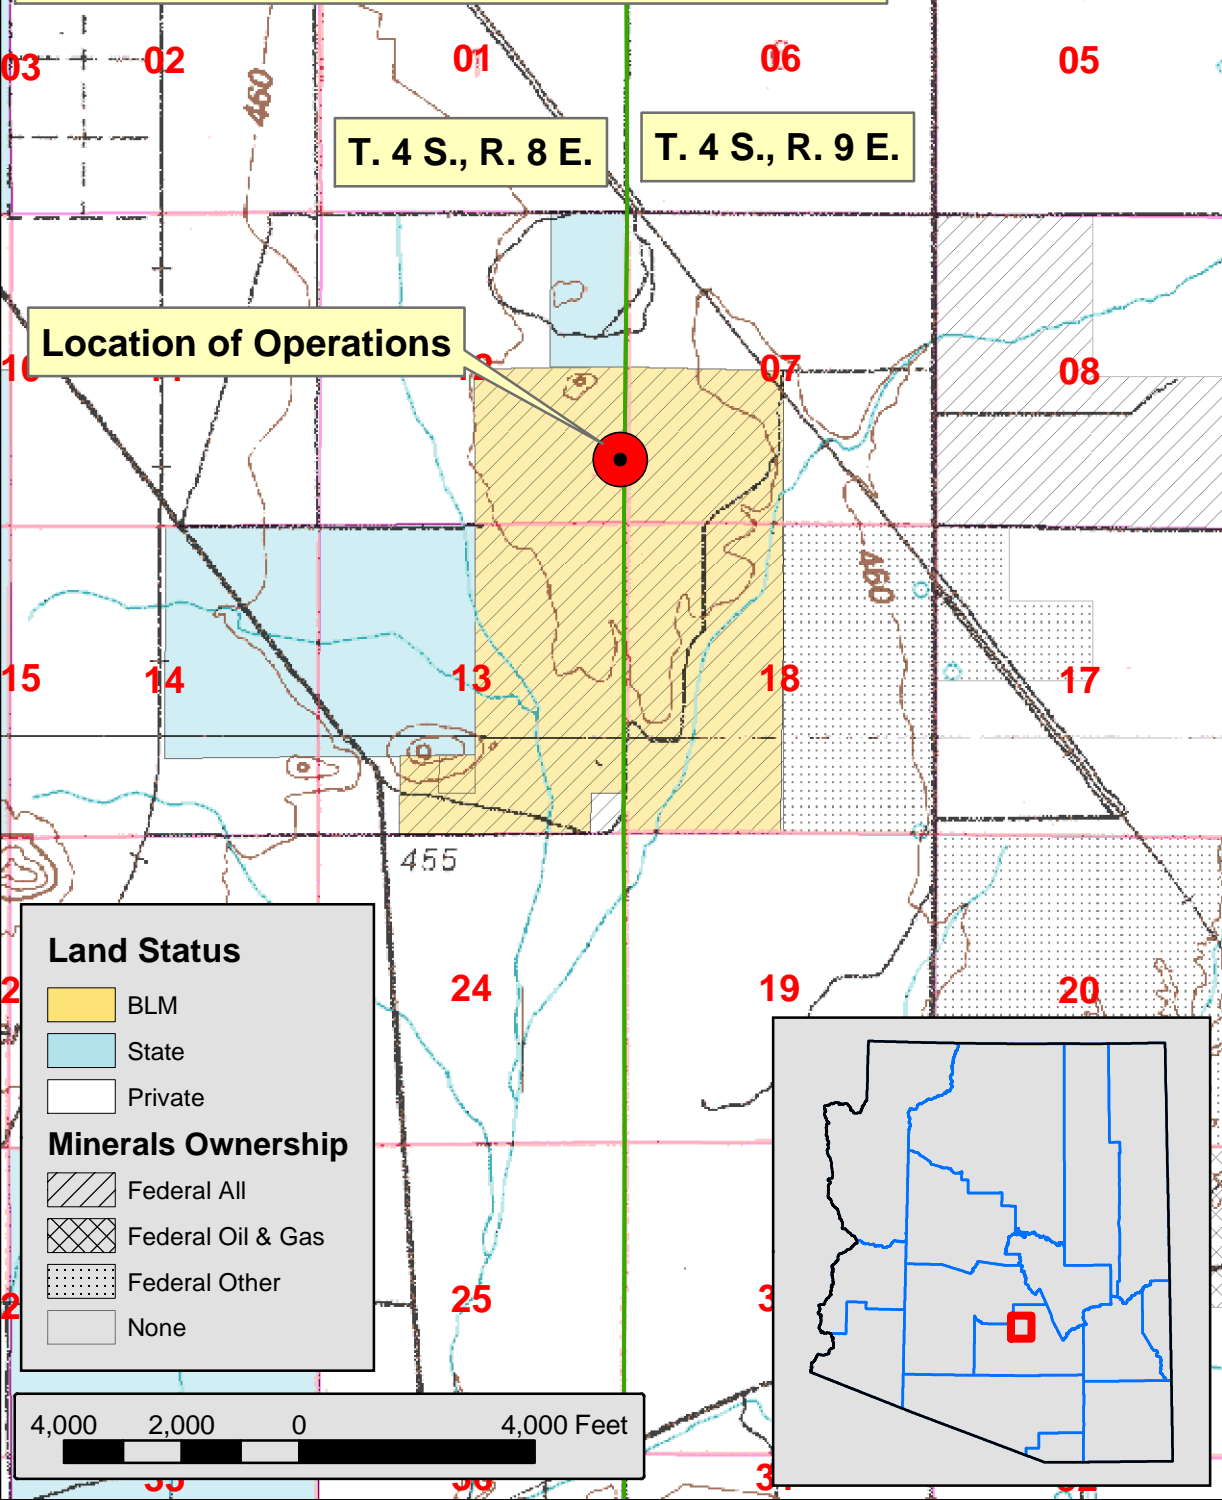 03
02
01
06
05
460
T. 4 S., R. 8 E.
T. 4 S., R. 9 E.
Location of Operations
07
08
460
15
14
13
18
17
455
24
19
20
25
Land Status
BLM
State
Private
Minerals Ownership
Federal All
Federal Oil & Gas
Federal Other
None
4,000 2,000 0 4,000 Feet